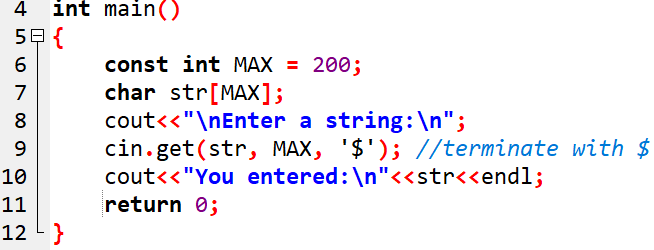 4 int main()
5 {
6 const int MAX = 200;
7 char str[MAX];
8 cout<<"\nEnter a string:\n";
9 cin.get(str, MAX, '$'); //terminate with $
10 cout<<"You entered:\n"<<str<<endl;
11 return 0;
12 }